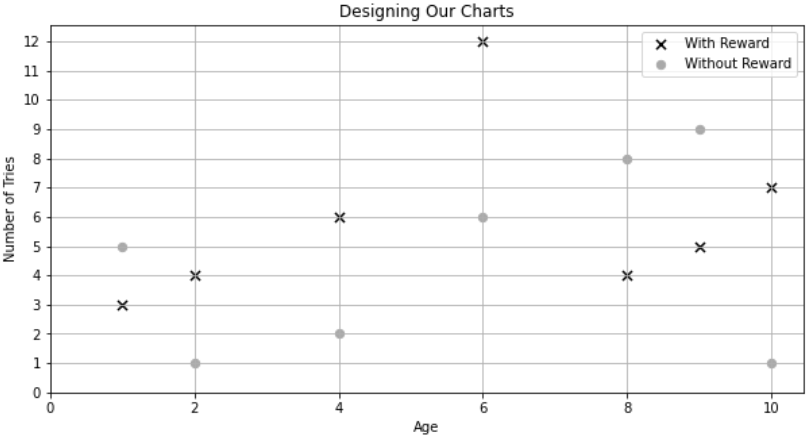 Designing Our Charts
With Reward
Without Reward
12
11
10
9
8
7
6
5
4
3
2
1
0
Number of Tries
0 2 4 6 8 10
Age